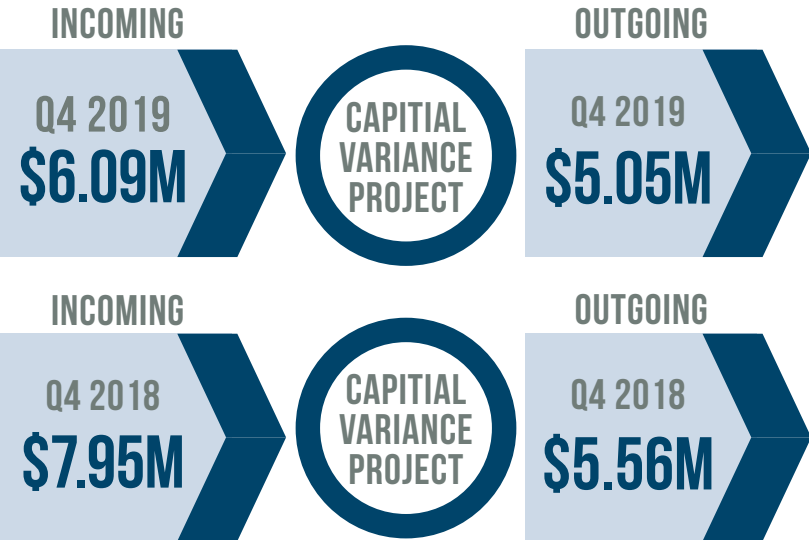 INCOMING
OUTGOING
Q4 2019
$6.09M
CAPITIAL
VARIANCE
PROJECT
Q4 2019
$5.05M
INCOMING
OUTGOING
Q4 2018
$7.95M
CAPITIAL
VARIANCE
PROJECT
Q4 2018
$5.56M